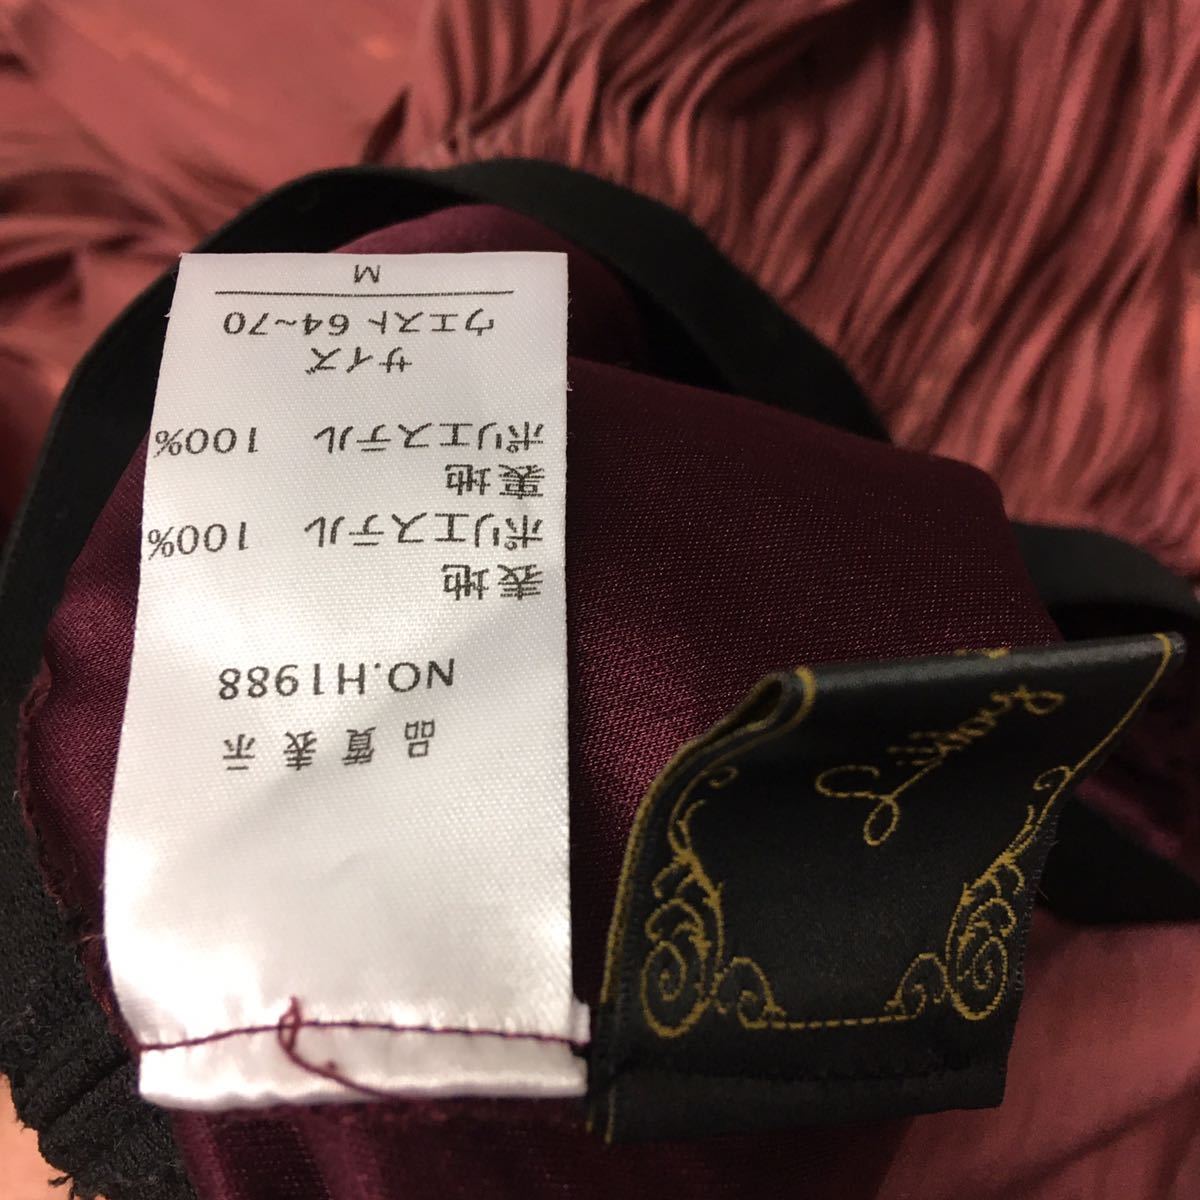 品質表示
NO.H1988
表地
ポリエステル 100%
裏地
ポリエステル 100%
サイズ
ウエスト 64~70
M